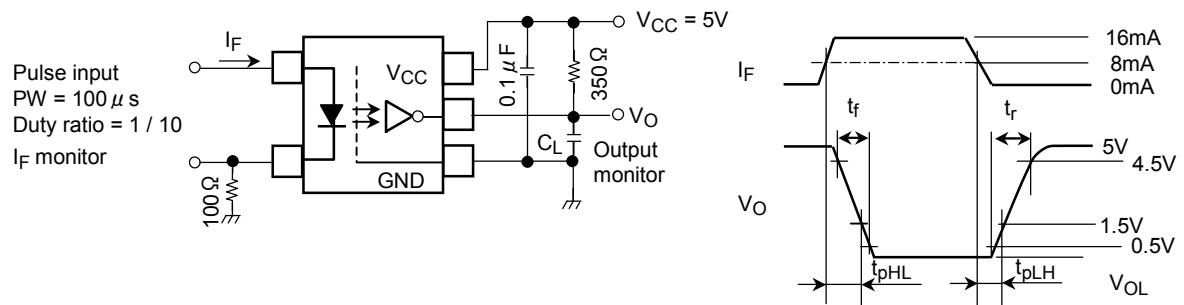 I_F
Pulse input
PW = 100 μ s
Duty ratio = 1 / 10
I_F monitor
100 Ω
V_CC
GND
0.1 μ F
350 Ω
V_CC = 5V
V_O
C_L
Output
monitor
I_F
16mA
8mA
0mA
t_f
t_r
5V
4.5V
V_O
1.5V
0.5V
t_pHL
t_pLH
V_OL